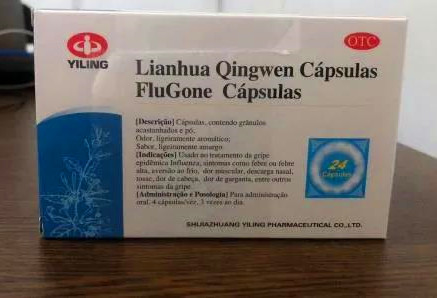 YILING
OTC
Lianhua Qingwen Cápsulas
FluGone Cápsulas
[Descrição] Cápsulas, contendo grânulos
acastanhados e pó,
Odor, ligeiramente aromático;
Sabor, ligeiramente amargo.
[Indicações] Usado no tratamento da gripe
epidêmica Influenza, sintomas como febre ou febre
alta, aversão ao frio, dor muscular, descarga nasal,
tosse, dor de cabeça, dor de garganta, entre outros
sintomas da gripe.
[Administração e Posologia] Para administração
oral, 4 cápsulas/vez, 3 vezes ao dia.
24
Cápsulas
SHIJIAZHUANG YILING PHARMACEUTICAL CO.,LTD.